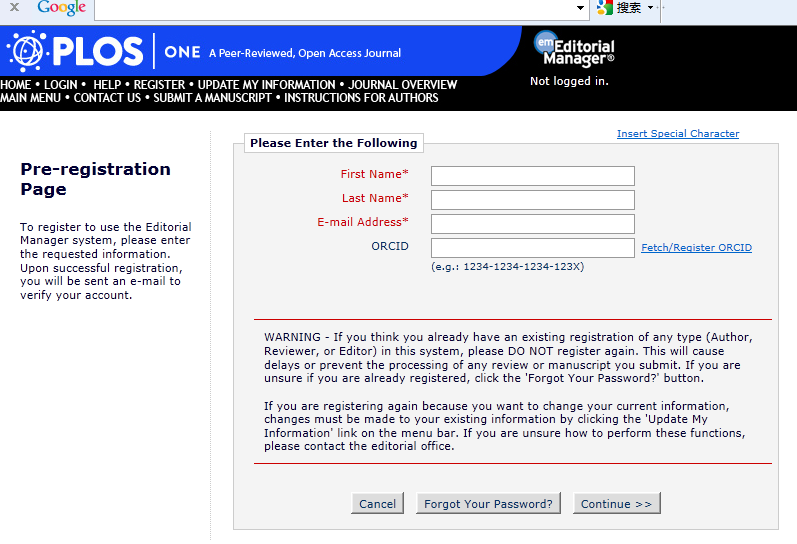 x Google 搜索
PLOS ONE A Peer-Reviewed, Open Access Journal
em Editorial Manager®
Not logged in.
HOME • LOGIN • HELP • REGISTER • UPDATE MY INFORMATION • JOURNAL OVERVIEW
MAIN MENU • CONTACT US • SUBMIT A MANUSCRIPT • INSTRUCTIONS FOR AUTHORS
Pre-registration
Page
To register to use the Editorial
Manager system, please enter
the requested information.
Upon successful registration,
you will be sent an e-mail to
verify your account.
Insert Special Character
Please Enter the Following
First Name*
Last Name*
E-mail Address*
ORCID Fetch/Register ORCID
(e.g.: 1234-1234-1234-123X)
WARNING - If you think you already have an existing registration of any type (Author,
Reviewer, or Editor) in this system, please DO NOT register again. This will cause
delays or prevent the processing of any review or manuscript you submit. If you are
unsure if you are already registered, click the 'Forgot Your Password?' button.
If you are registering again because you want to change your current information,
changes must be made to your existing information by clicking the 'Update My
Information' link on the menu bar. If you are unsure how to perform these functions,
please contact the editorial office.
Cancel Forgot Your Password? Continue >>